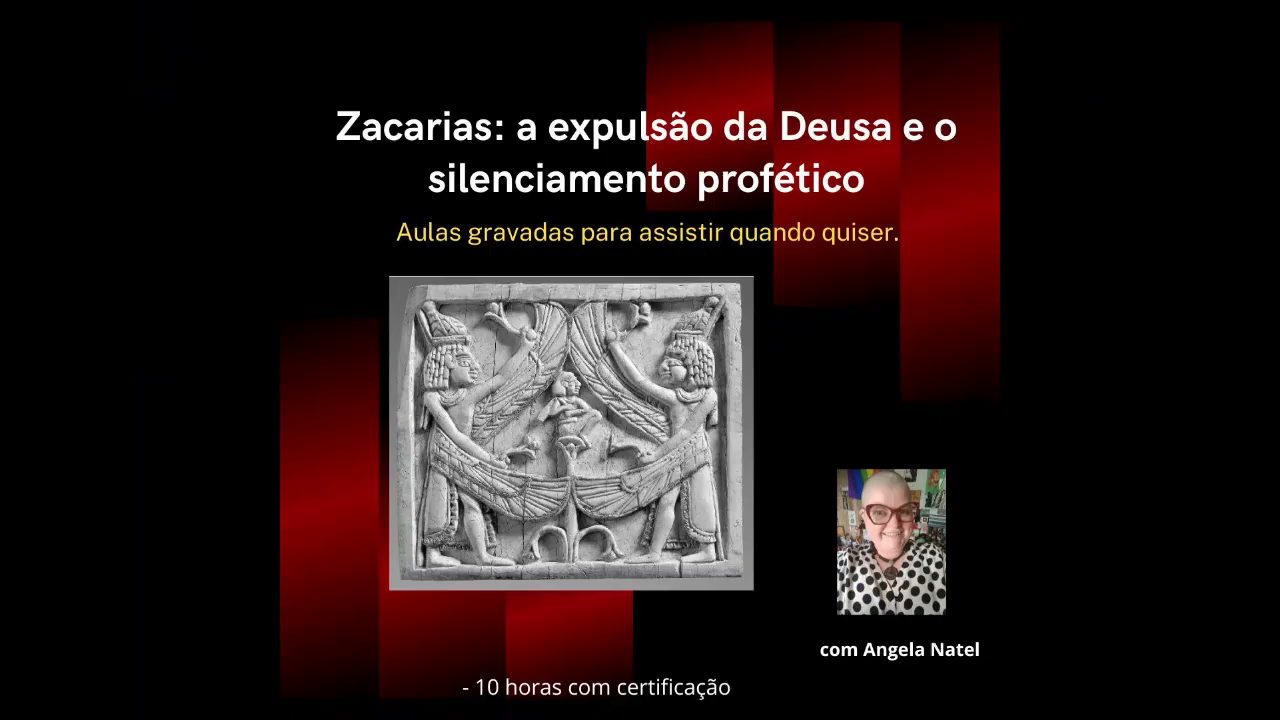 Zacarias: a expulsão da Deusa e o
silenciamento profético
Aulas gravadas para assistir quando quiser.
com Angela Natel
- 10 horas com certificação